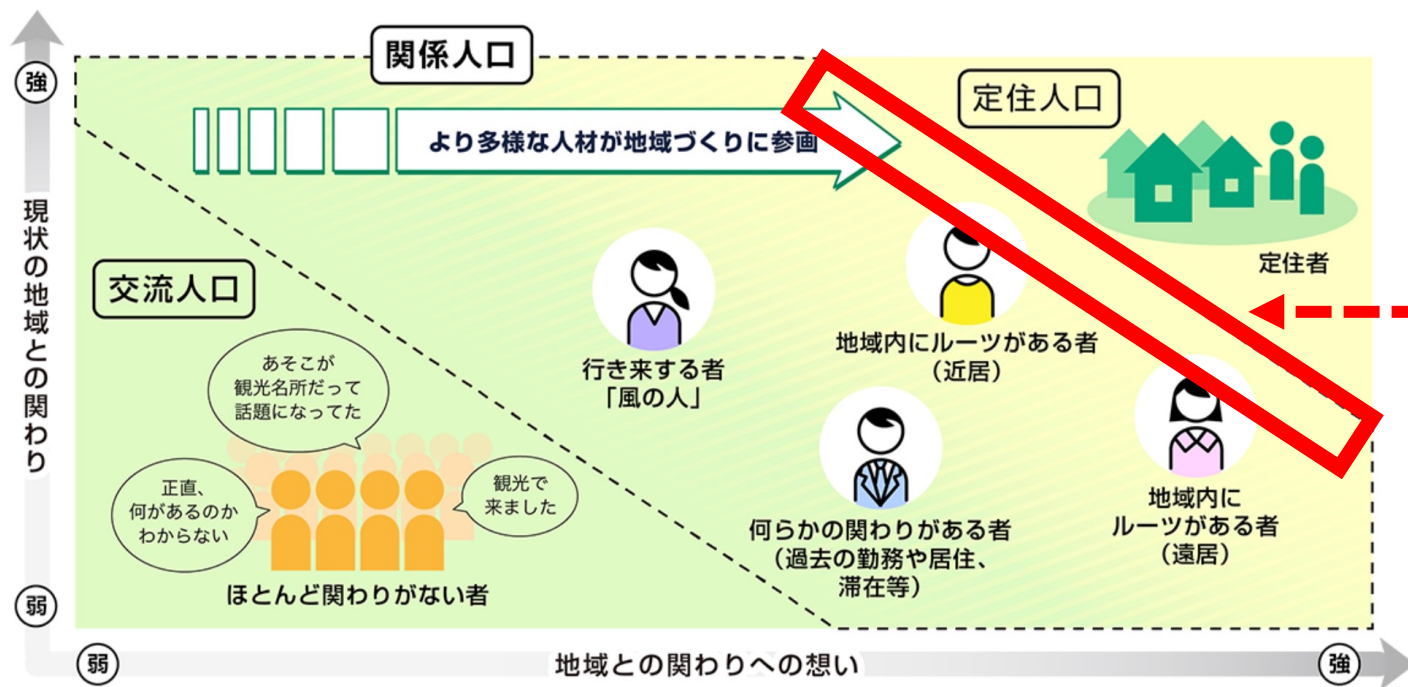 強
関係人口
定住人口
より多様な人材が地域づくりに参画
現状の地域との関わり
定住者
交流人口
あそこが
観光名所だって
話題になってた
行き来する者
「風の人」
地域内にルーツがある者
（近居）
正直、
何があるのか
わからない
観光で
来ました
ほとんど関わりがない者
何らかの関わりがある者
（過去の勤務や居住、
滞在等）
地域内に
ルーツがある者
（遠居）
弱
弱
地域との関わりへの想い
強